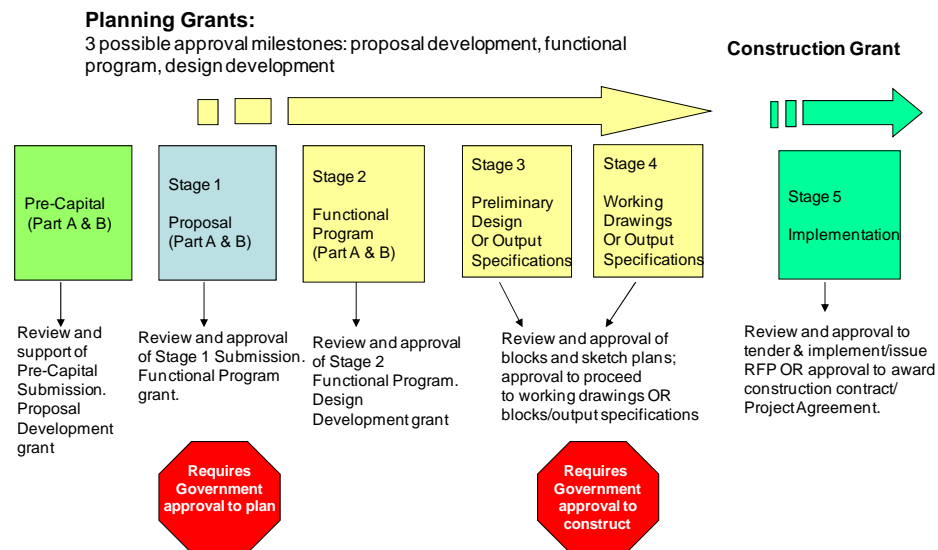 Planning Grants:
3 possible approval milestones: proposal development, functional
program, design development
Construction Grant
Pre-Capital
(Part A & B)
Stage 1
Proposal
(Part A & B)
Stage 2
Functional
Program
(Part A & B)
Stage 3
Preliminary
Design
Or Output
Specifications
Stage 4
Working
Drawings
Or Output
Specifications
Stage 5
Implementation
Review and
support of
Pre-Capital
Submission.
Proposal
Development
grant
Review and approval
of Stage 1 Submission.
Functional Program
grant.
Review and approval
of Stage 2
Functional Program.
Design
Development grant
Review and approval of
blocks and sketch plans;
approval to proceed
to working drawings OR
blocks/output specifications
Review and approval to
tender & implement/issue
RFP OR approval to award
construction contract/
Project Agreement.
Requires
Government
approval to plan
Requires
Government
approval to
construct